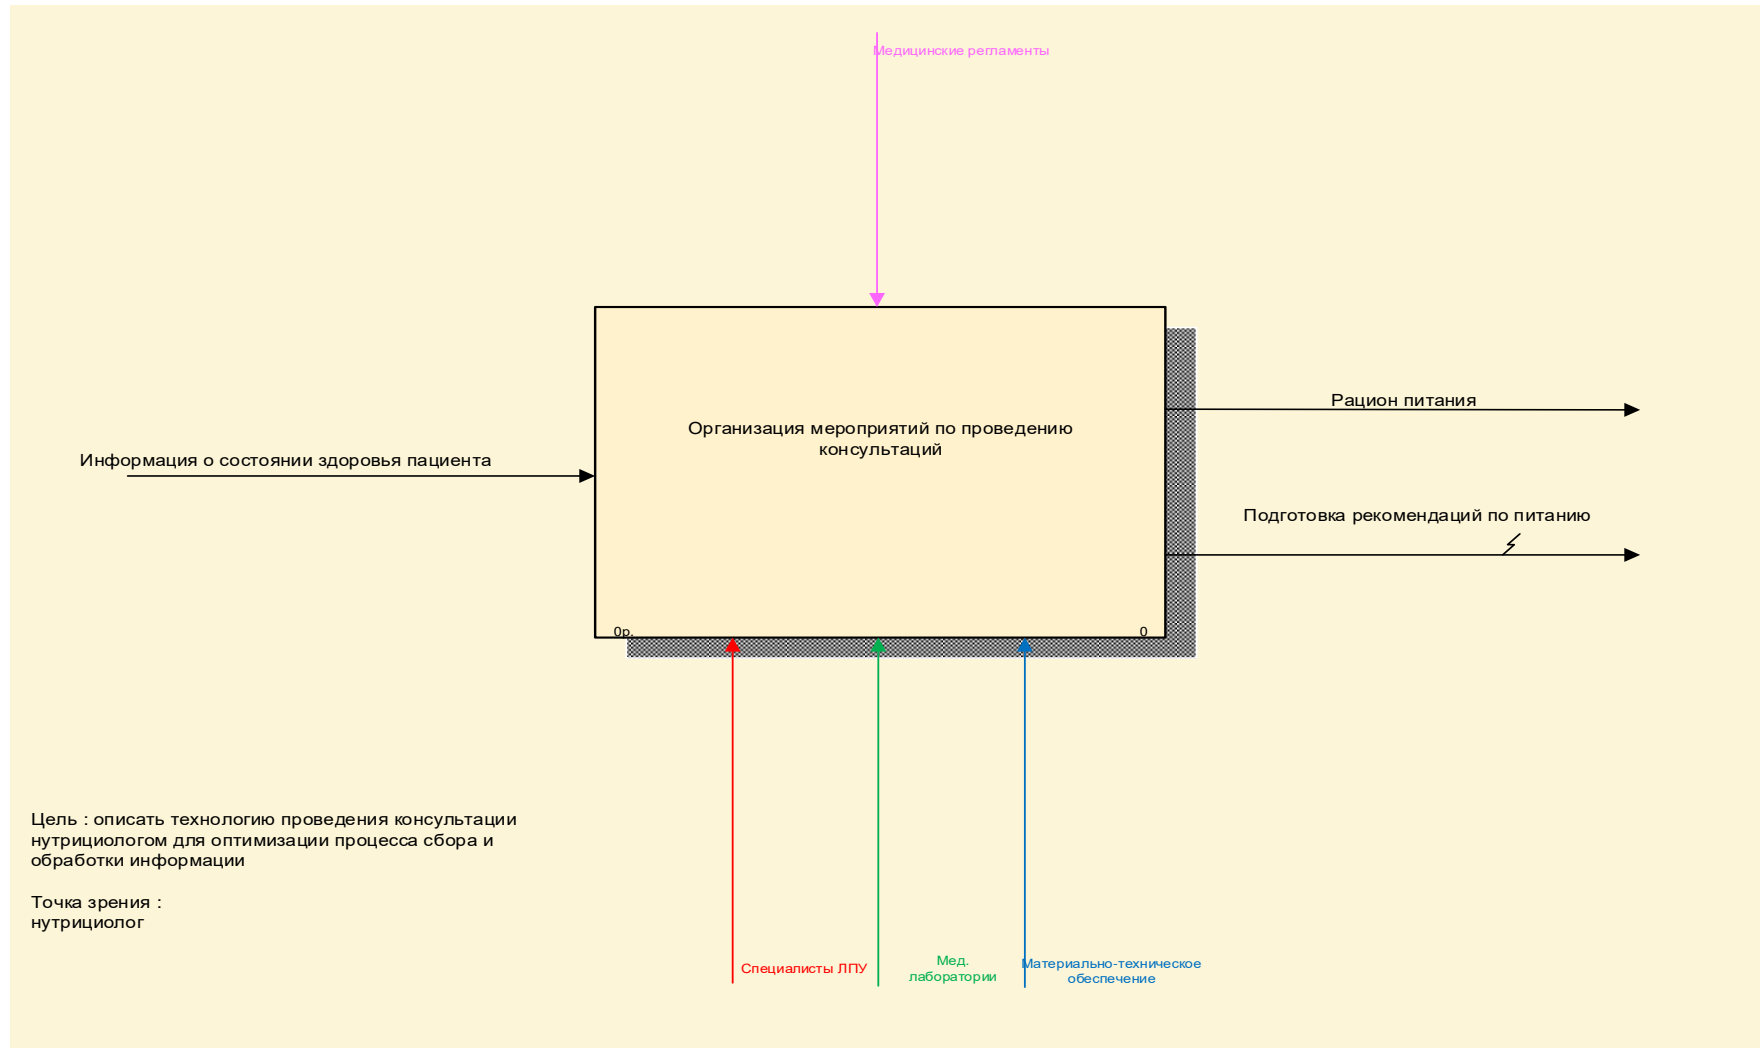 Медицинские регламенты
Рацион питания
Организация мероприятий по проведению
консультаций
Информация о состоянии здоровья пациента
Подготовка рекомендаций по питанию
0р.
0
Цель : описать технологию проведения консультации
нутрициологом для оптимизации процесса сбора и
обработки информации
Точка зрения :
нутрициолог
Специалисты ЛПУ
Мед.
лаборатории
Материально-техническое
обеспечение